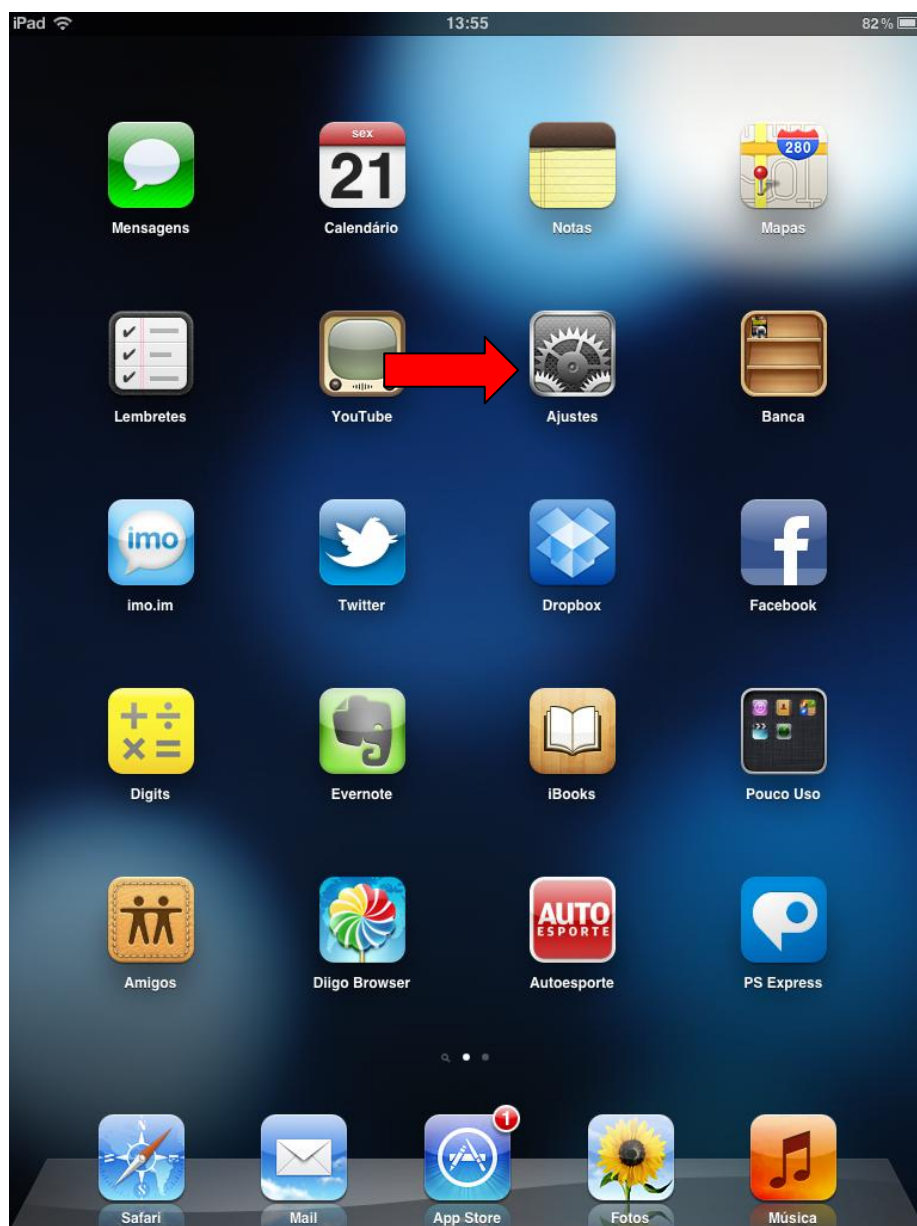 iPad 13:55 82%
sex
21
280
Mensagens Calendário Notas Mapas
Lembretes YouTube Ajustes Banca
imo
imo.im Twitter Dropbox Facebook
Digits Evernote iBooks Pouco Uso
AUTO
ESPORTE
Amigos Diigo Browser Autoesporte PS Express
1
Safari Mail App Store Fotos Música